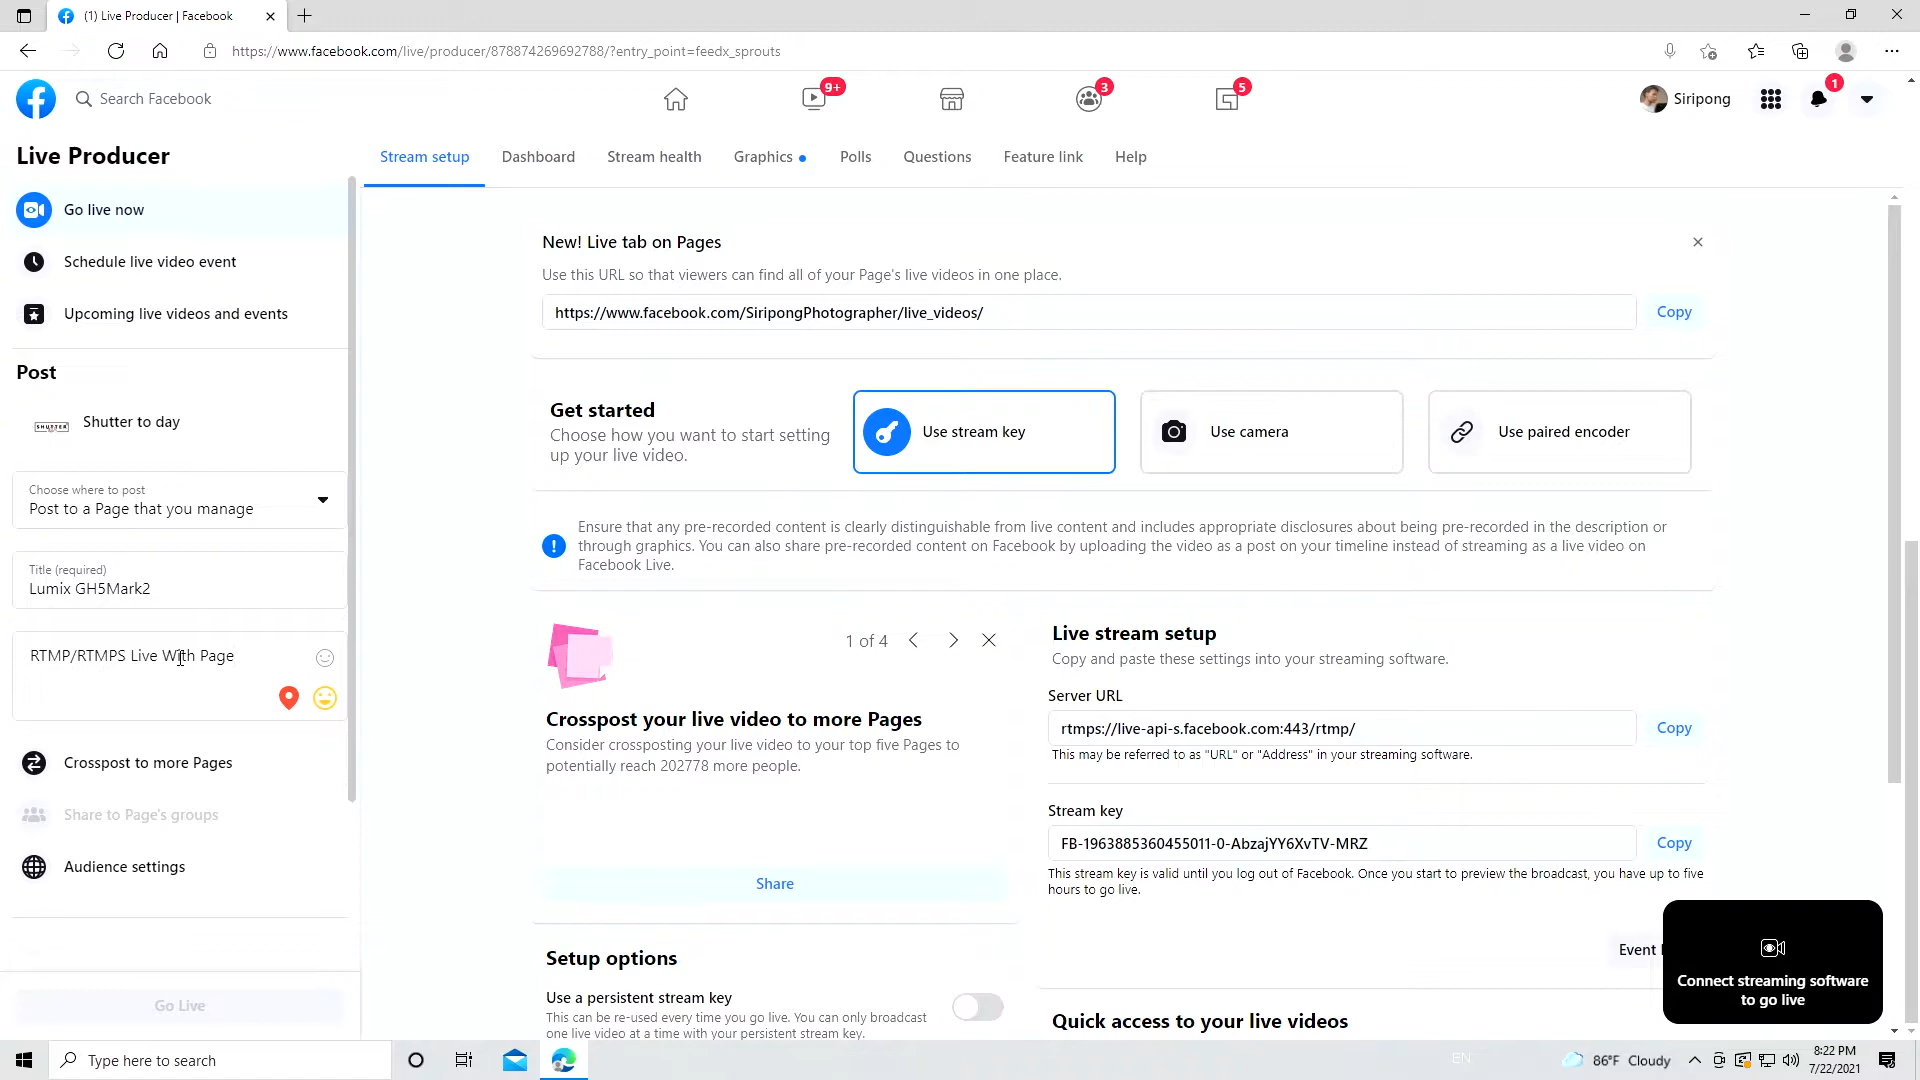 (1) Live Producer | Facebook
https://www.facebook.com/live/producer/878874269692788/?entry_point=feedx_sprouts
Search Facebook
9+
3
5
Siripong
1
Live Producer
Go live now
Schedule live video event
Upcoming live videos and events
Post
SHUTTER
Shutter to day
Choose where to post
Post to a Page that you manage
Title (required)
Lumix GH5Mark2
RTMP/RTMPS Live With Page
Crosspost to more Pages
Share to Page's groups
Audience settings
Go Live
Stream setup
Dashboard
Stream health
Graphics
Polls
Questions
Feature link
Help
New! Live tab on Pages
Use this URL so that viewers can find all of your Page's live videos in one place.
https://www.facebook.com/SiripongPhotographer/live_videos/
Copy
Get started
Choose how you want to start setting
up your live video.
Use stream key
Use camera
Use paired encoder
Ensure that any pre-recorded content is clearly distinguishable from live content and includes appropriate disclosures about being pre-recorded in the description or
through graphics. You can also share pre-recorded content on Facebook by uploading the video as a post on your timeline instead of streaming as a live video on
Facebook Live.
1 of 4
Crosspost your live video to more Pages
Consider crossposting your live video to your top five Pages to
potentially reach 202778 more people.
Share
Setup options
Use a persistent stream key
This can be re-used every time you go live. You can only broadcast
one live video at a time with your persistent stream key.
Live stream setup
Copy and paste these settings into your streaming software.
Server URL
rtmps://live-api-s.facebook.com:443/rtmp/
Copy
This may be referred to as "URL" or "Address" in your streaming software.
Stream key
FB-1963885360455011-0-AbzajYY6XvTV-MRZ
Copy
This stream key is valid until you log out of Facebook. Once you start to preview the broadcast, you have up to five
hours to go live.
Event
Connect streaming software
to go live
Quick access to your live videos
Type here to search
EN
86°F Cloudy
8:22 PM
7/22/2021